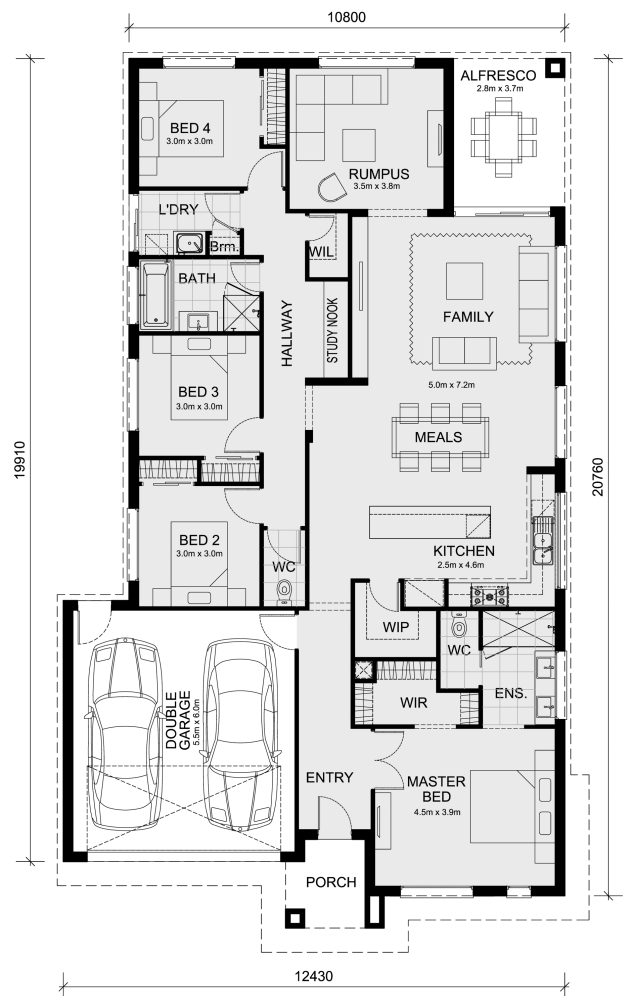 10800
ALFRESCO
2.8m x 3.7m
BED 4
3.0m x 3.0m
RUMPUS
3.5m x 3.8m
L'DRY
Brm.
WIL
BATH
HALLWAY
STUDY NOOK
FAMILY
5.0m x 7.2m
BED 3
3.0m x 3.0m
MEALS
19910
20760
BED 2
3.0m x 3.0m
KITCHEN
2.5m x 4.6m
WC
WIP
WC
DOUBLE
GARAGE
5.5m x 6.0m
WIR
ENS.
ENTRY
MASTER
BED
4.5m x 3.9m
PORCH
12430